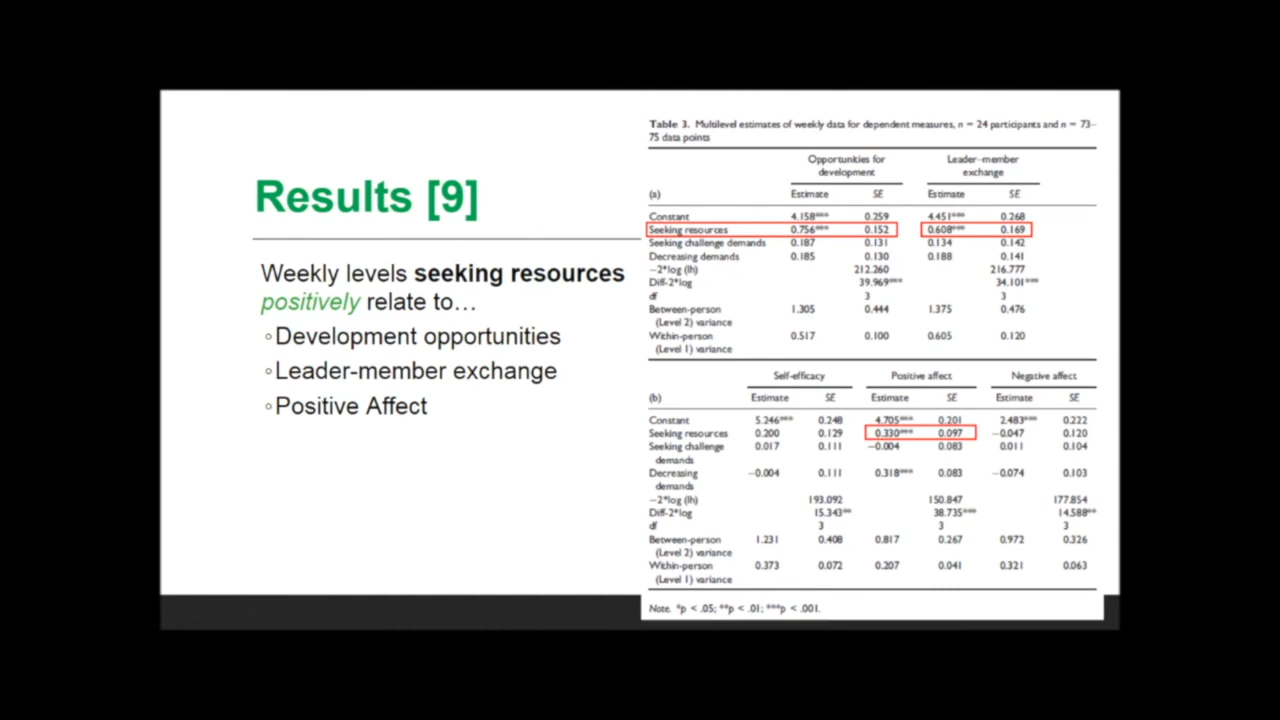 Results [9]
Weekly levels seeking resources
positively relate to…
◦Development opportunities
◦Leader-member exchange
◦Positive Affect
Table 3. Multilevel estimates of weekly data for dependent measures, n = 24 participants and n = 73–
75 data points
Opportunities for development Leader–member exchange
(a) Estimate SE Estimate SE
Constant 4.158*** 0.259 4.451*** 0.268
Seeking resources 0.756*** 0.152 0.608*** 0.169
Seeking challenge demands 0.187 0.131 0.134 0.142
Decreasing demands 0.185 0.130 0.188 0.141
−2*log (lh) 212.260 216.777
Diff-2*log 39.969*** 34.101***
df 3 3
Between-person 1.305 0.444 1.375 0.476
(Level 2) variance
Within-person 0.517 0.100 0.605 0.120
(Level 1) variance
Self-efficacy Positive affect Negative affect
(b) Estimate SE Estimate SE Estimate SE
Constant 5.246*** 0.248 4.705*** 0.201 2.483*** 0.222
Seeking resources 0.200 0.129 0.330*** 0.097 −0.047 0.120
Seeking challenge 0.017 0.111 −0.004 0.083 0.011 0.104
demands
Decreasing −0.004 0.111 0.318*** 0.083 −0.074 0.103
demands
−2*log (lh) 193.092 150.847 177.854
Diff-2*log 15.343** 38.735*** 14.588**
df 3 3 3
Between-person 1.231 0.408 0.817 0.267 0.972 0.326
(Level 2) variance
Within-person 0.373 0.072 0.207 0.041 0.321 0.063
(Level 1) variance
Note. *p < .05; **p < .01; ***p < .001.